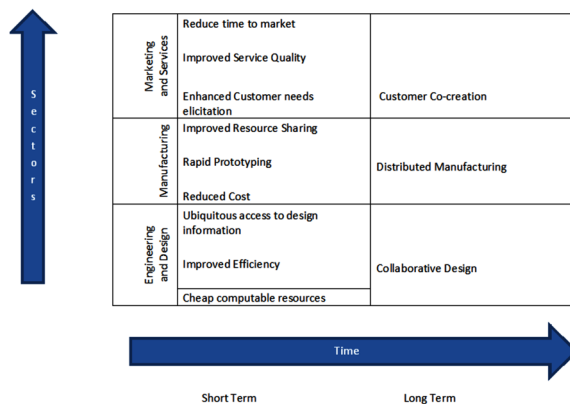 Sectors
Marketing
and Services
Reduce time to market
Improved Service Quality
Enhanced Customer needs
elicitation
Customer Co-creation
Manufacturing
Improved Resource Sharing
Rapid Prototyping
Reduced Cost
Distributed Manufacturing
Engineering
and Design
Ubiquitous access to design
information
Improved Efficiency
Cheap computable resources
Collaborative Design
Time
Short Term
Long Term